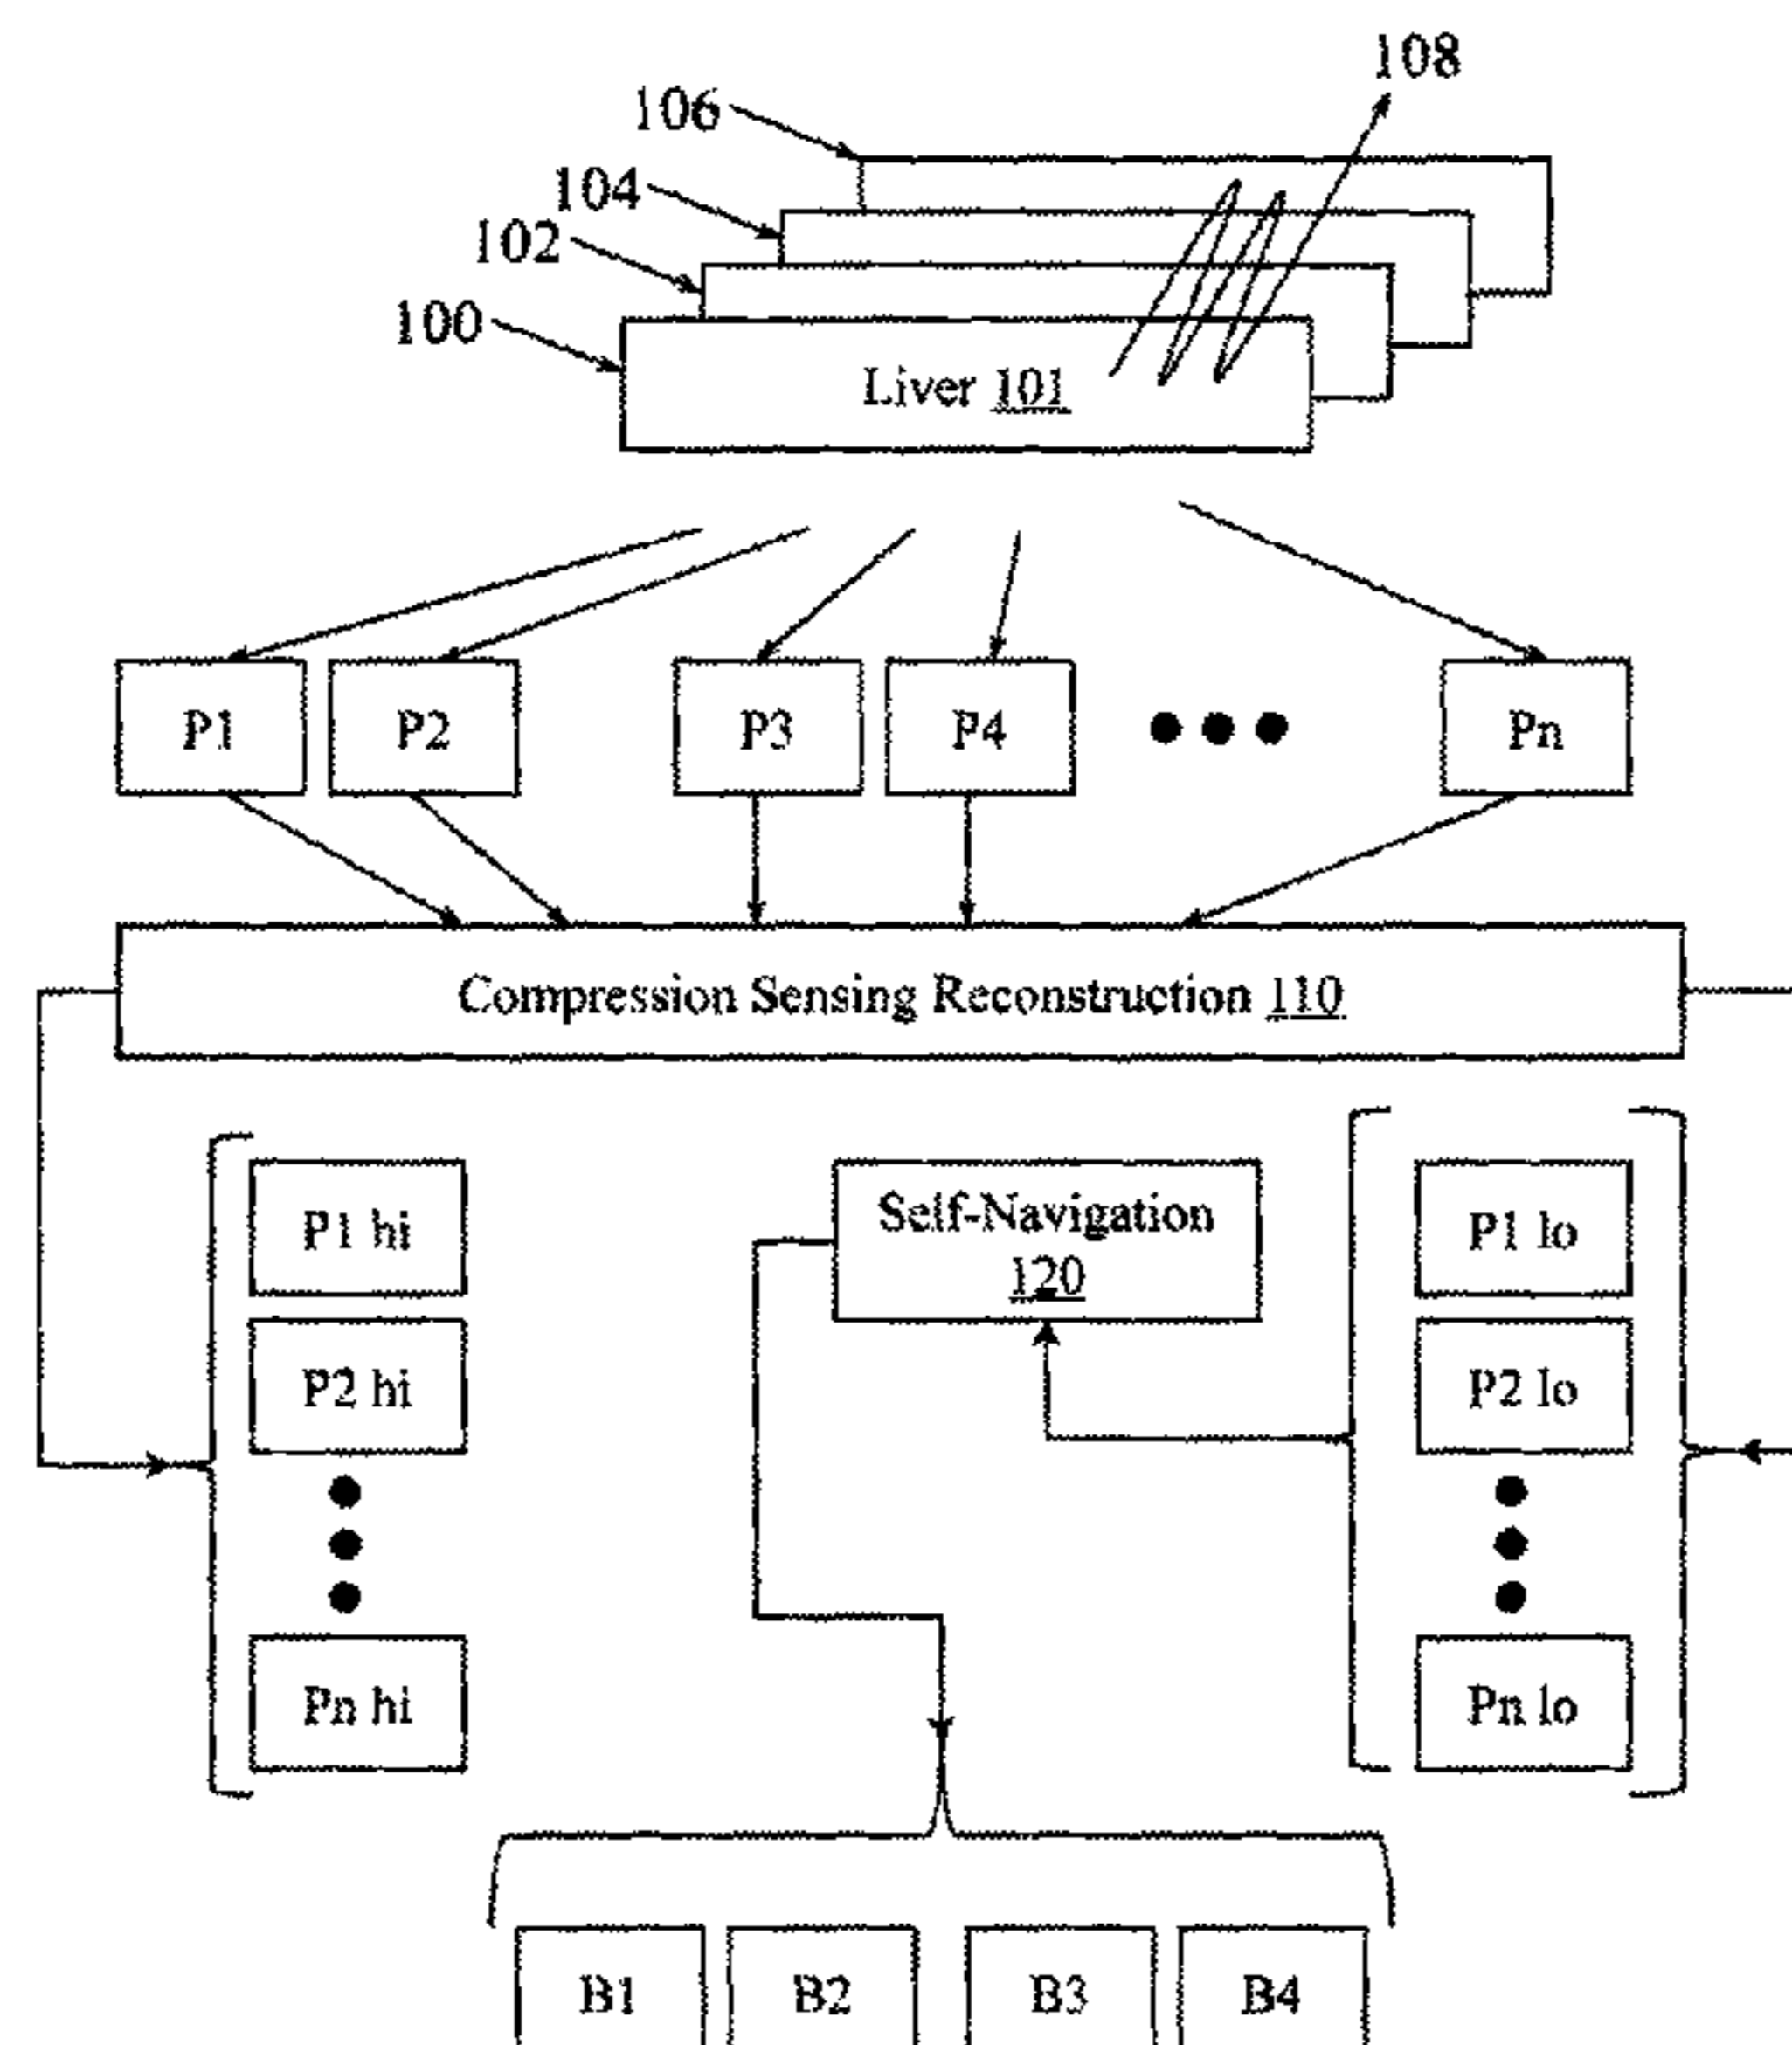 108
106
104
102
100
Liver 101
P1 P2 P3 P4 Pn
Compression Sensing Reconstruction 110
P1 hi
Self-Navigation
120
P1 lo
P2 hi
P2 lo
Pn hi
Pn lo
B1 B2 B3 B4